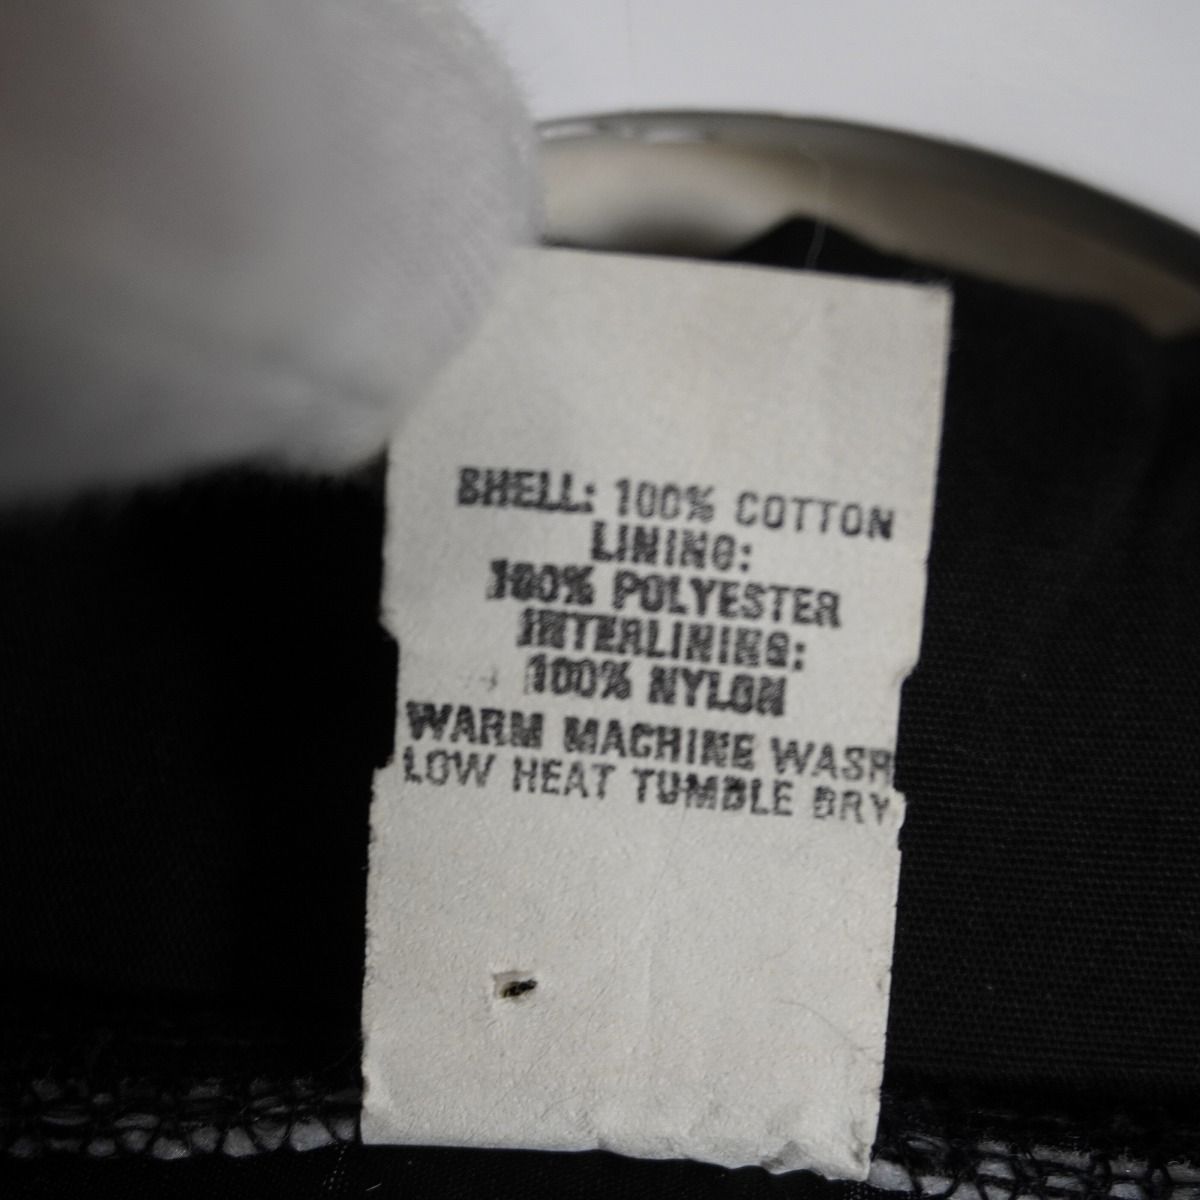 SHELL: 100% COTTON
LINING:
100% POLYESTER
INTERLINING:
100% NYLON
WARM MACHINE WASH
LOW HEAT TUMBLE DRY